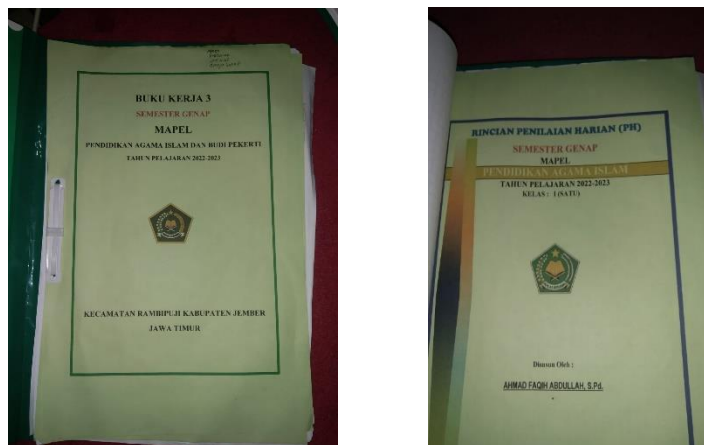 BUKU KERJA 3
SEMESTER GENAP
MAPEL
PENDIDIKAN AGAMA ISLAM DAN BUDI PEKERTI
TAHUN PELAJARAN 2022-2023
KECAMATAN RAMBIPUJI KABUPATEN JEMBER
JAWA TIMUR
RINCIAN PENILAIAN HARIAN (PH)
SEMESTER GENAP
MAPEL
PENDIDIKAN AGAMA ISLAM
TAHUN PELAJARAN 2022-2023
KELAS : 1 (SATU)
Disusun Oleh :
AHMAD FAQIH ABDULLAH, S.Pd.